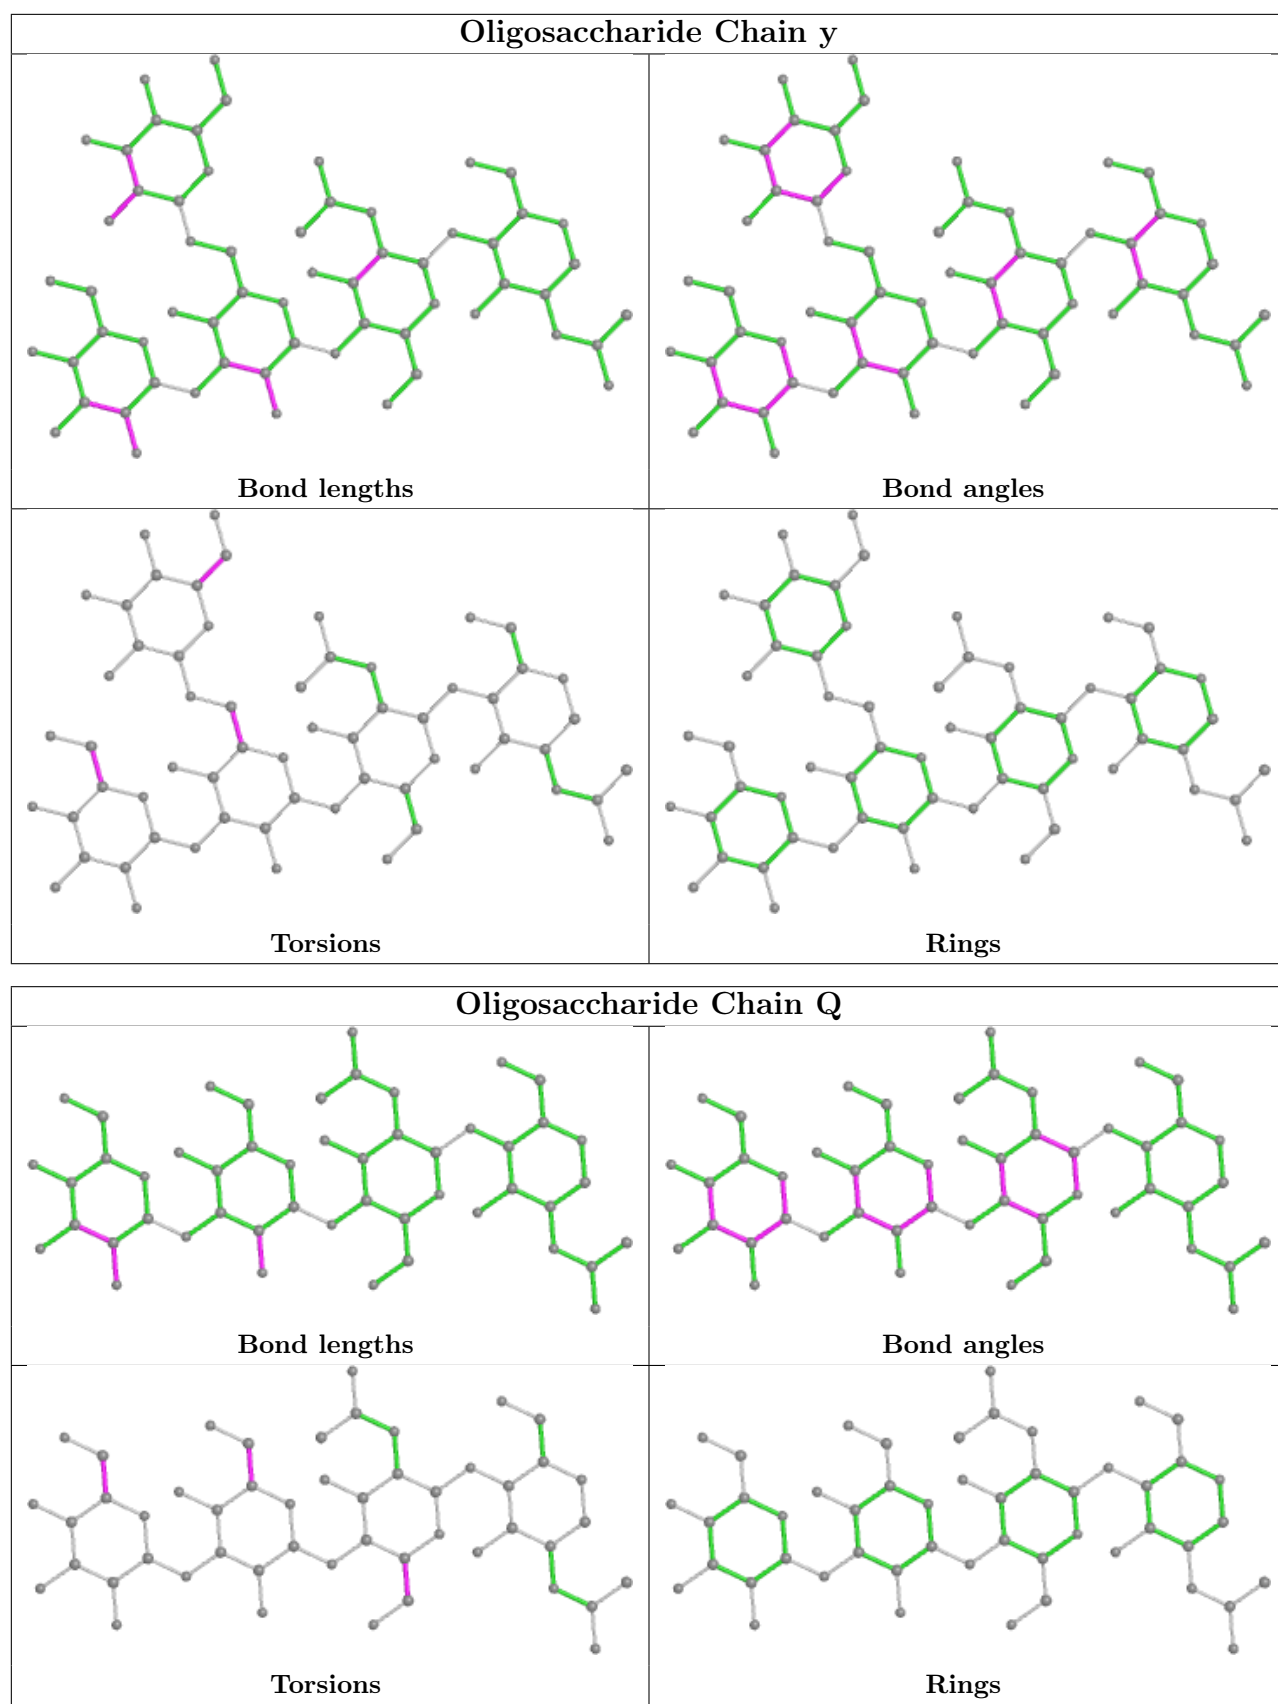 Oligosaccharide Chain y
Bond lengths
Bond angles
Torsions
Rings
Oligosaccharide Chain Q
Bond lengths
Bond angles
Torsions
Rings